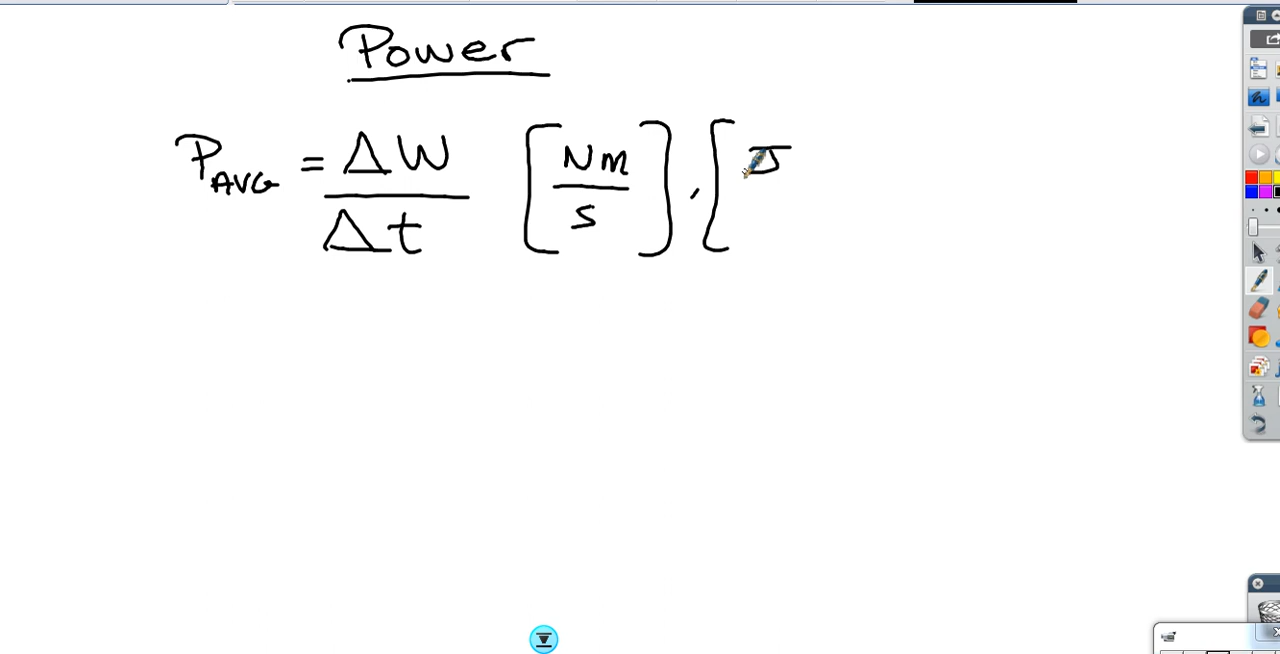 Power
P_AVG = ΔW / Δt [Nm / s], [J